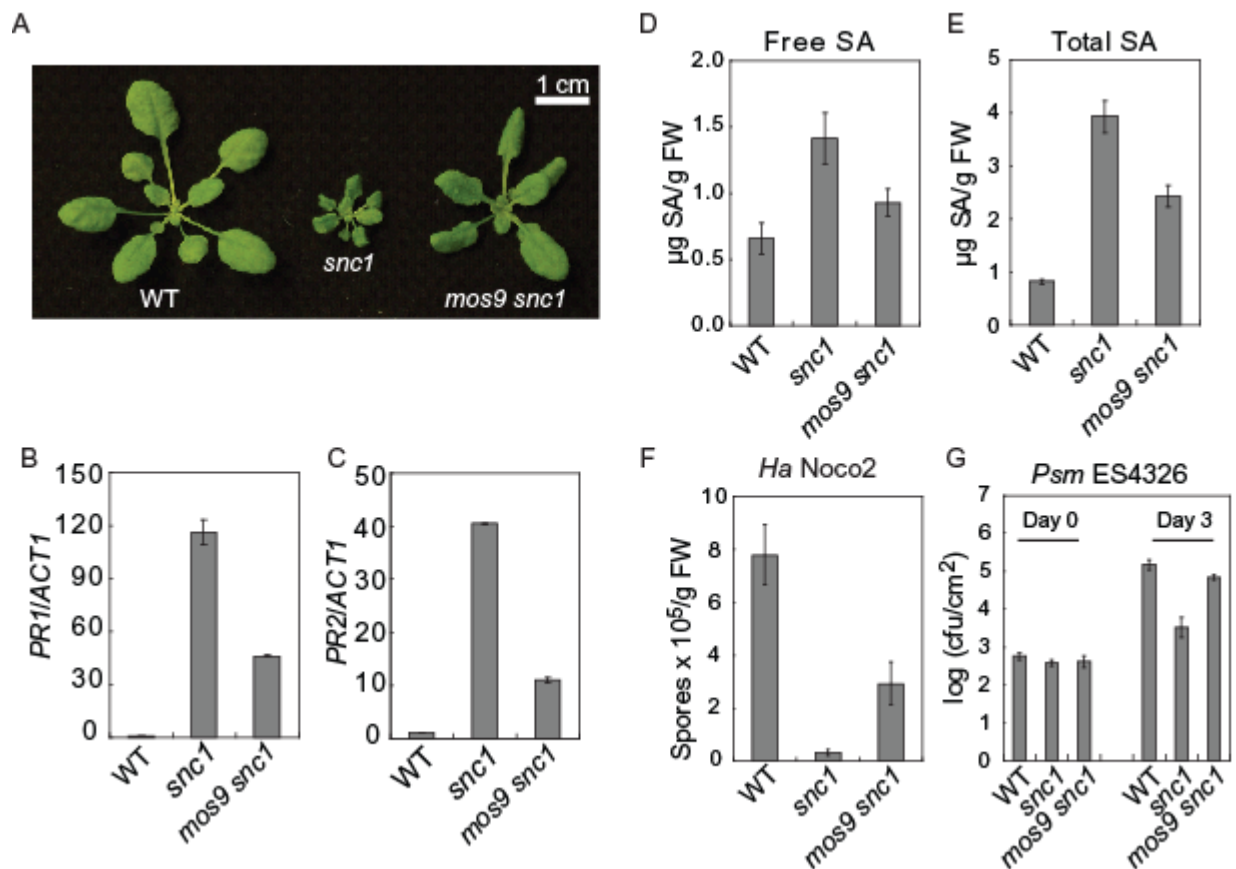 A
1 cm
WT
snc1
mos9 snc1
B
PR1/ACT1
150
120
90
60
30
0
WT
snc1
mos9 snc1
C
PR2/ACT1
50
40
30
20
10
0
WT
snc1
mos9 snc1
D
Free SA
µg SA/g FW
2.0
1.5
1.0
0.5
0.0
WT
snc1
mos9 snc1
E
Total SA
µg SA/g FW
5
4
3
2
1
0
WT
snc1
mos9 snc1
F
Ha Noco2
Spores x 10⁵/g FW
10
8
6
4
2
0
WT
snc1
mos9 snc1
G
Psm ES4326
log (cfu/cm²)
7
6
5
4
3
2
1
0
Day 0
Day 3
WT
snc1
mos9 snc1
WT
snc1
mos9 snc1